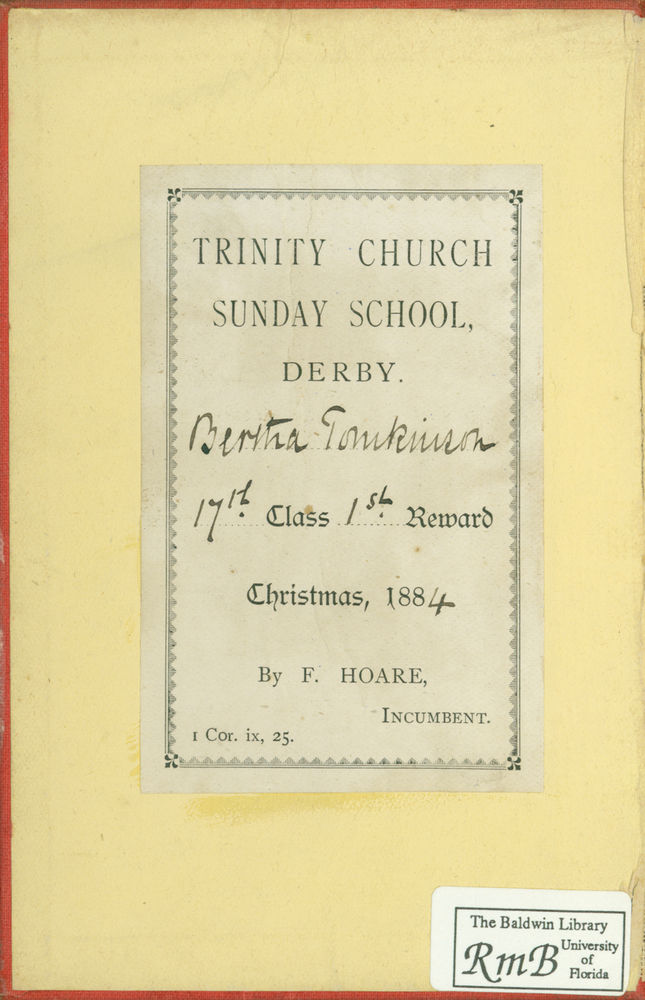 TRINITY CHURCH
SUNDAY SCHOOL,
DERBY.
Bertha Tomkinson
17th. Class 1st. Reward
Christmas, 1884
By F. HOARE,
INCUMBENT.
1 Cor. ix, 25.
The Baldwin Library
RmB University
of
Florida